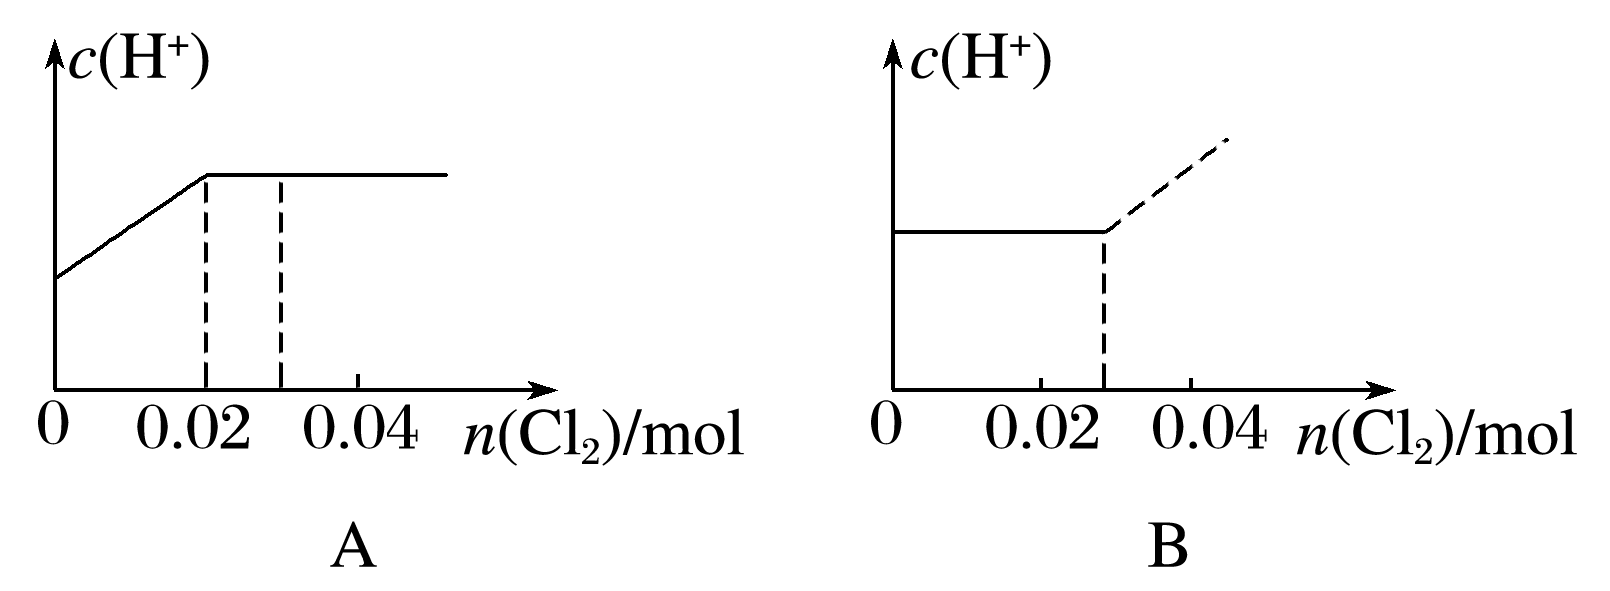 c(H⁺) c(H⁺)
0 0.02 0.04 n(Cl₂)/mol 0 0.02 0.04 n(Cl₂)/mol
A B